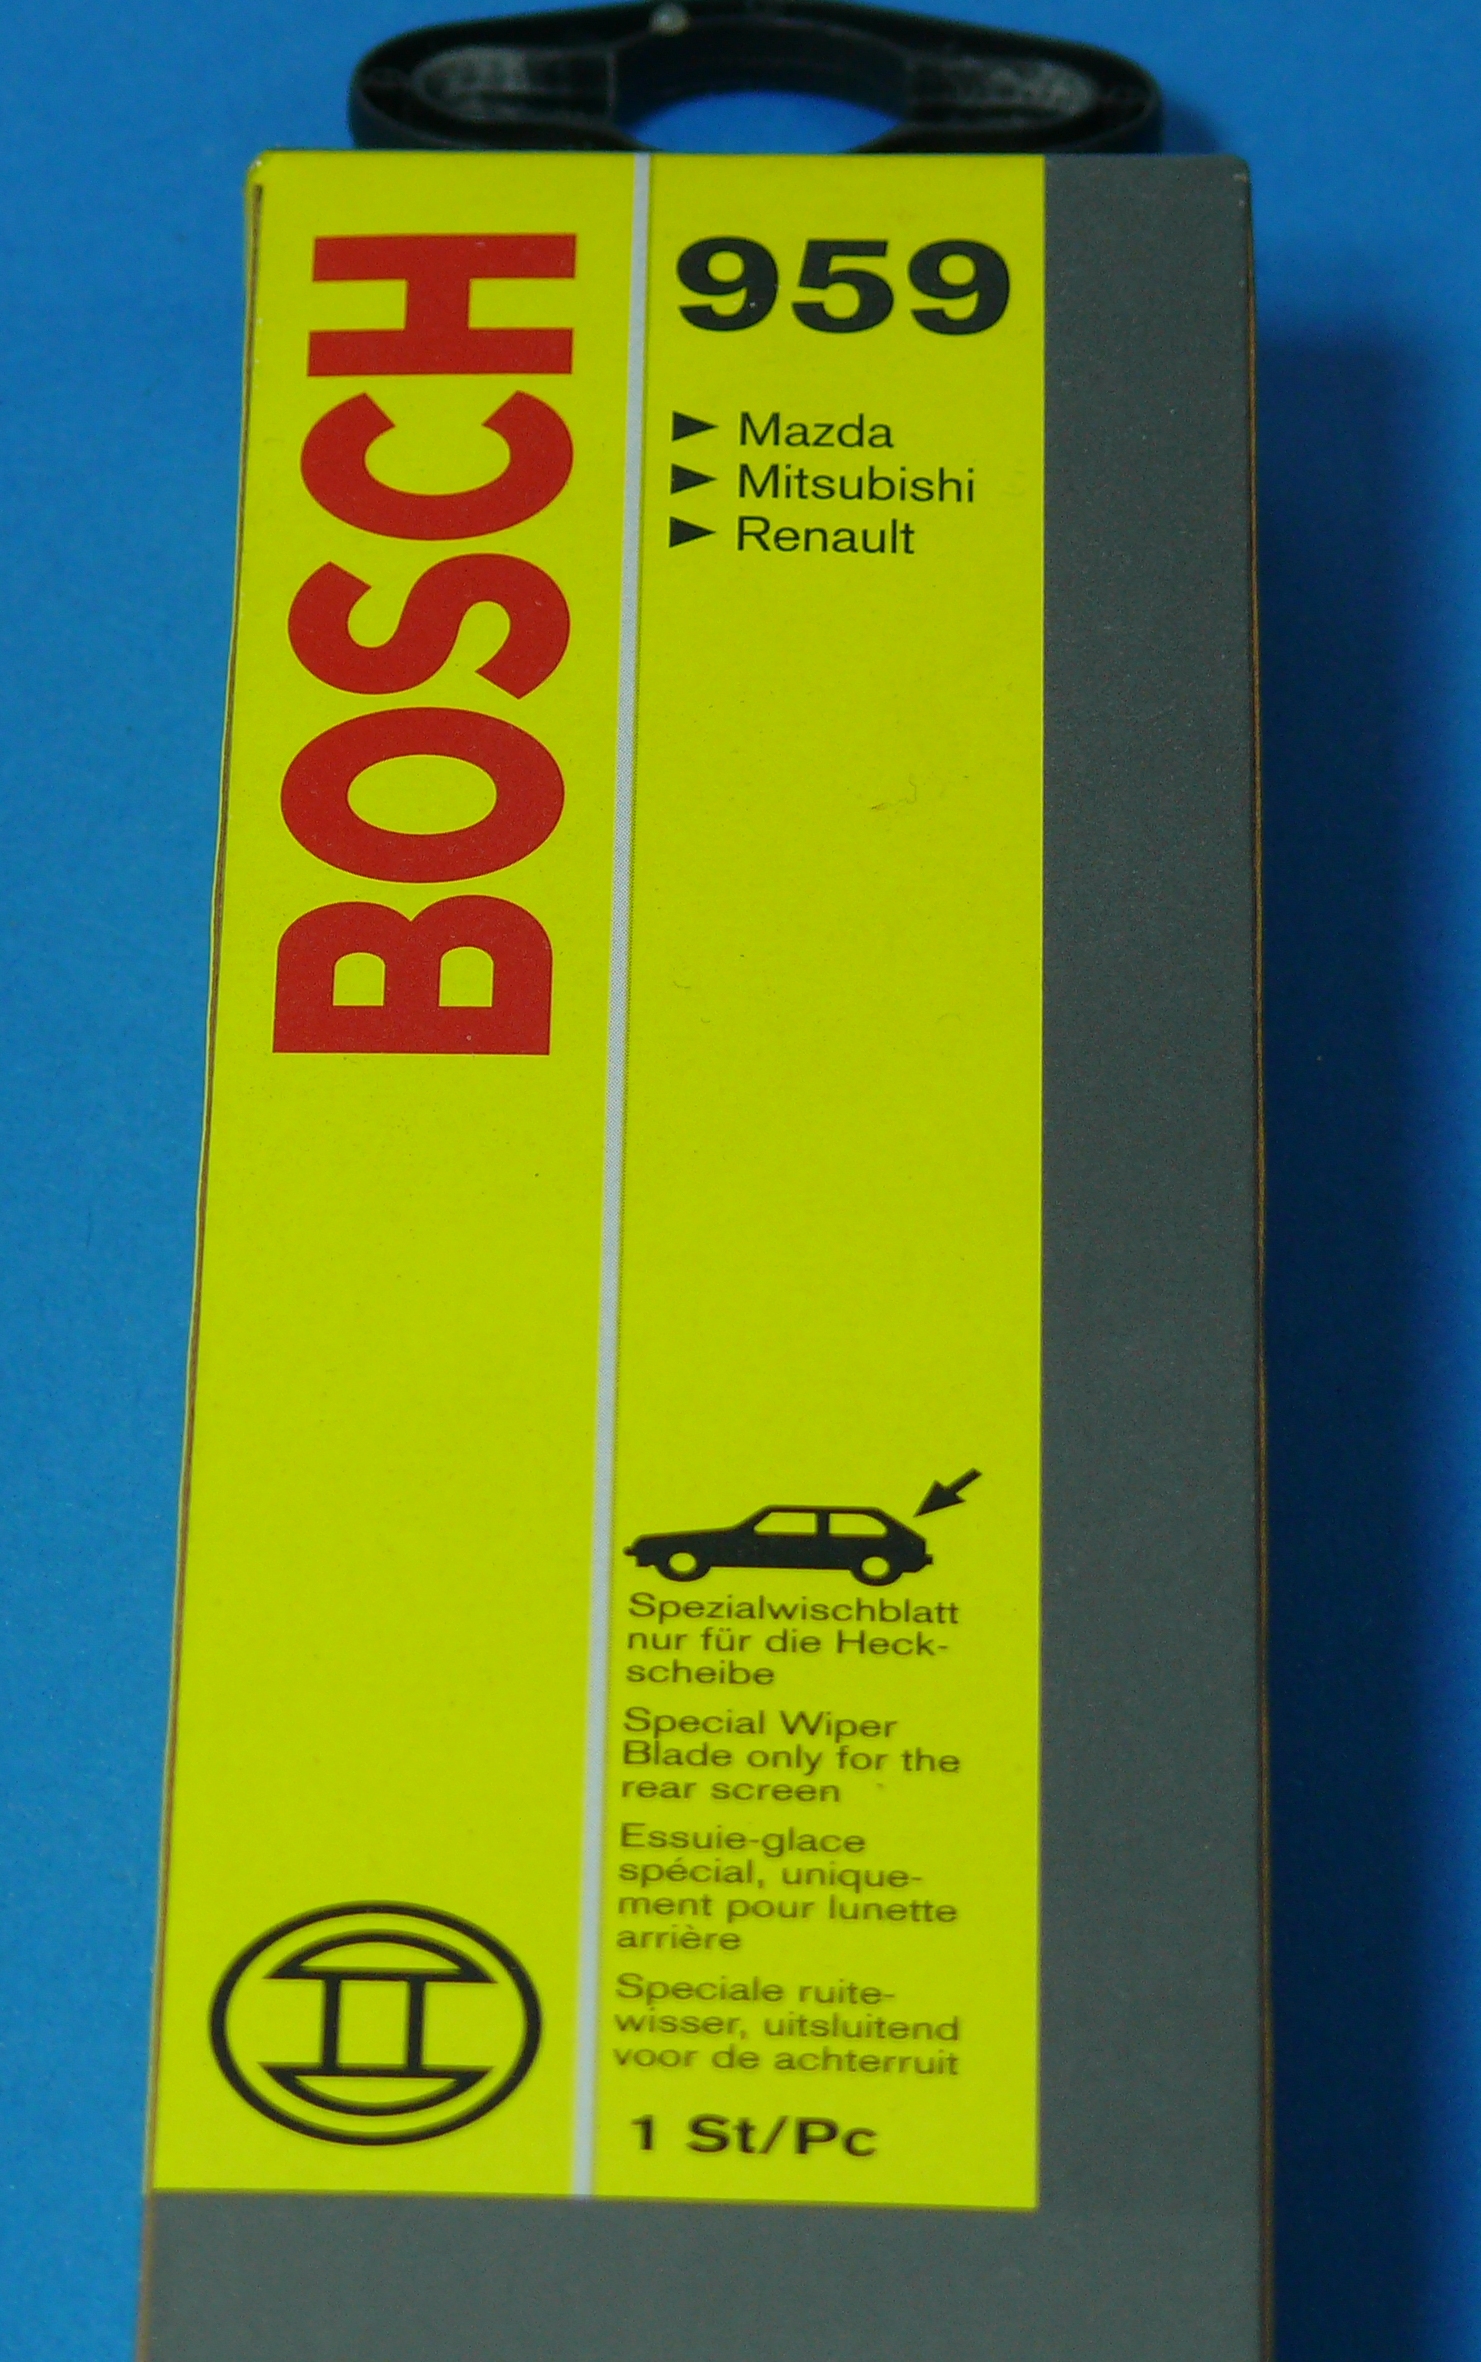 BOSCH
959
Mazda
Mitsubishi
Renault
Spezialwischblatt
nur für die Heck-
scheibe
Special Wiper
Blade only for the
rear screen
Essuie-glace
spécial, unique-
ment pour lunette
arrière
Speciale ruite-
wisser, uitsluitend
voor de achterruit
1 St/Pc